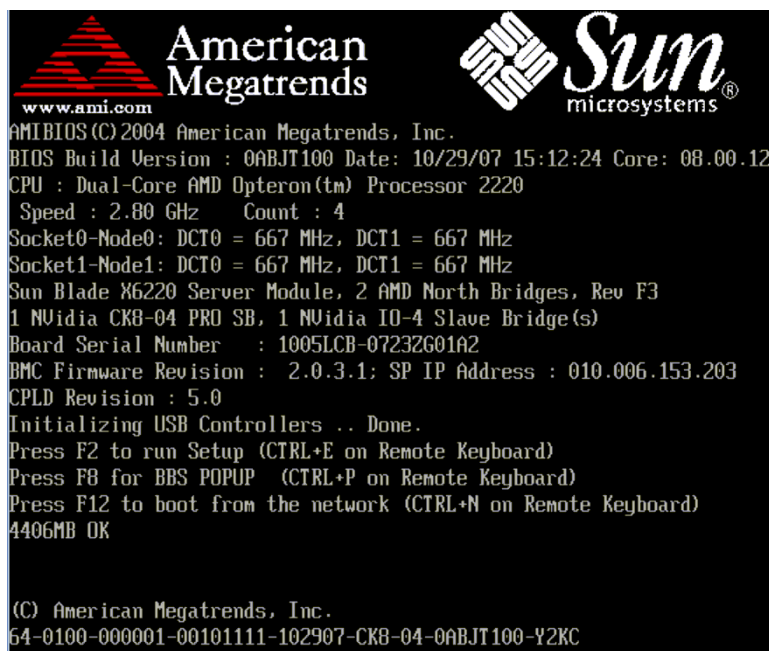 American
Megatrends
www.ami.com
Sun
microsystems
®
AMIBIOS(C)2004 American Megatrends, Inc.
BIOS Build Version : 0ABJT100 Date: 10/29/07 15:12:24 Core: 08.00.12
CPU : Dual-Core AMD Opteron(tm) Processor 2220
Speed : 2.80 GHz Count : 4
Socket0-Node0: DCT0 = 667 MHz, DCT1 = 667 MHz
Socket1-Node1: DCT0 = 667 MHz, DCT1 = 667 MHz
Sun Blade X6220 Server Module, 2 AMD North Bridges, Rev F3
1 NVidia CK8-04 PRO SB, 1 NVidia IO-4 Slave Bridge(s)
Board Serial Number : 1005LCB-0723ZG01A2
BMC Firmware Revision : 2.0.3.1; SP IP Address : 010.006.153.203
CPLD Revision : 5.0
Initializing USB Controllers .. Done.
Press F2 to run Setup (CTRL+E on Remote Keyboard)
Press F8 for BBS POPUP (CTRL+P on Remote Keyboard)
Press F12 to boot from the network (CTRL+N on Remote Keyboard)
4406MB OK
(C) American Megatrends, Inc.
64-0100-000001-00101111-102907-CK8-04-0ABJT100-Y2KC